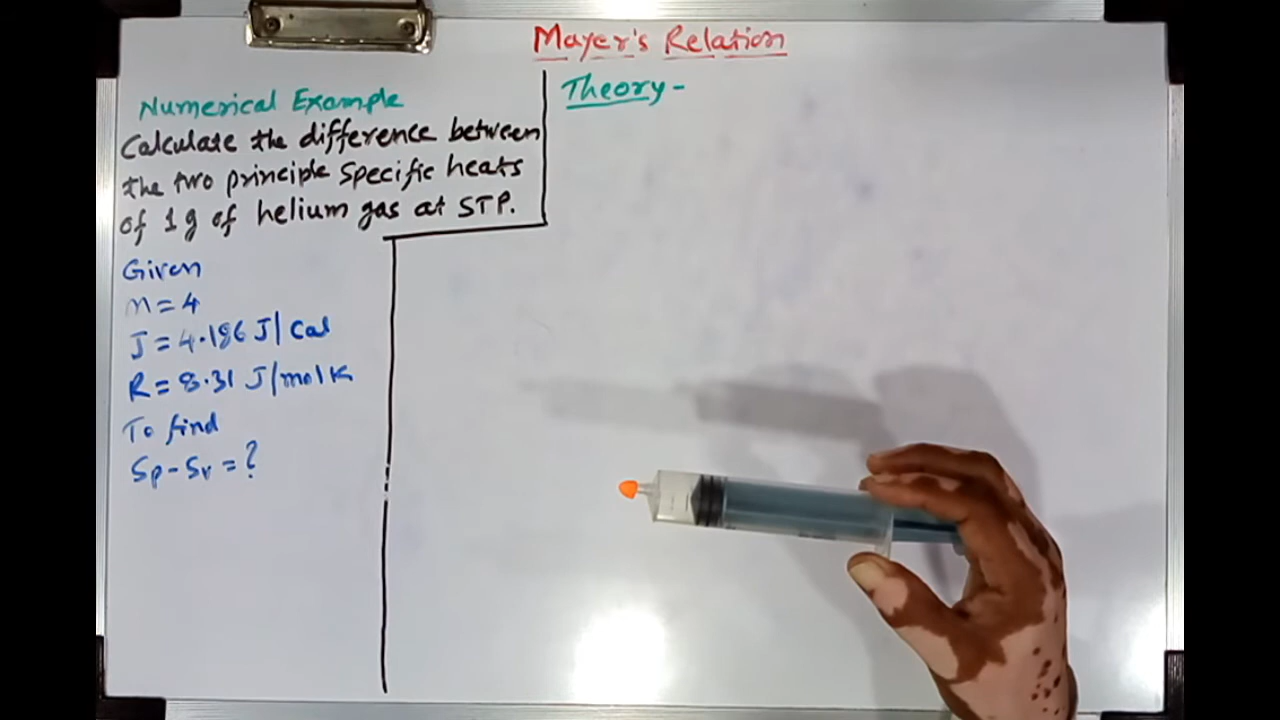 Mayer's Relation
Numerical Example
Calculate the difference between
the two principle specific heats
of 1g of helium gas at STP.
Given
n = 4
J = 4.186 J/cal
R = 8.31 J/mol K
To find
Sp - Sv = ?
Theory -